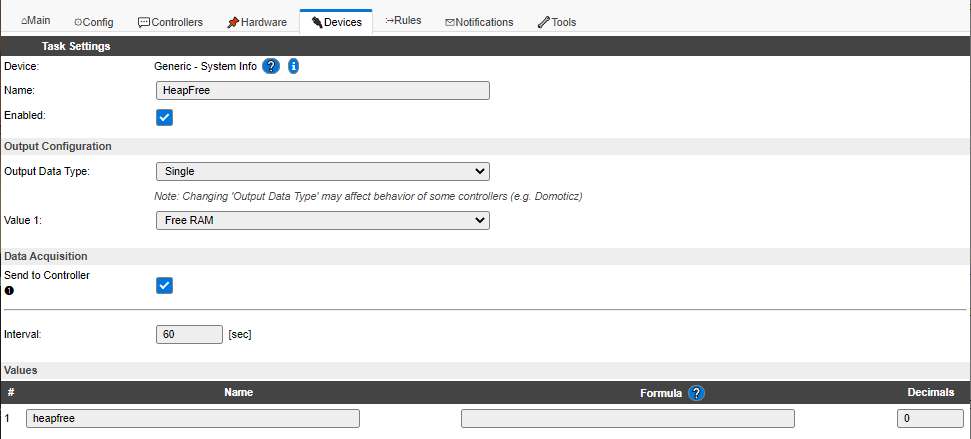 Main Config Controllers Hardware Devices Rules Notifications Tools
Task Settings
Device: Generic - System Info ? i
Name: HeapFree
Enabled:
Output Configuration
Output Data Type: Single
Note: Changing 'Output Data Type' may affect behavior of some controllers (e.g. Domoticz)
Value 1: Free RAM
Data Acquisition
Send to Controller
❶
Interval: 60 [sec]
Values
# Name Formula ? Decimals
1 heapfree 0